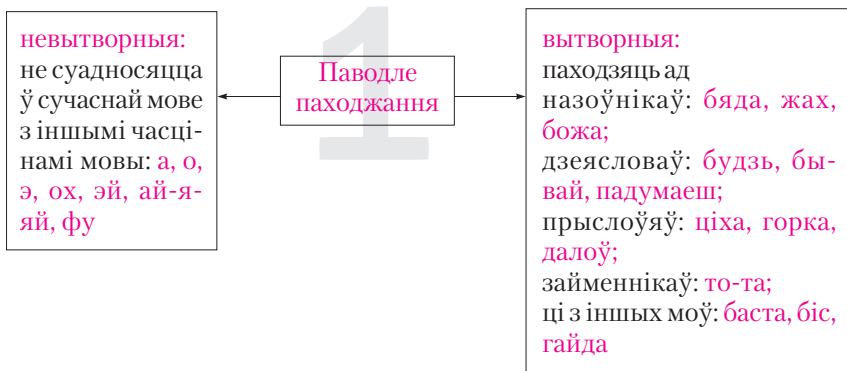 1
Паводле
паходжання
невытворныя:
не суадносяцца
ў сучаснай мове
з іншымі часці-
намі мовы: а, о,
э, ох, эй, ай-я-
яй, фу
вытворныя:
паходзяць ад
назоўнікаў: бяда, жах,
божа;
дзеясловаў: будзь, бы-
вай, падумаеш;
прыслоўяў: ціха, горка,
далоў;
займеннікаў: то-та;
ці з іншых моў: баста, біс,
гайда